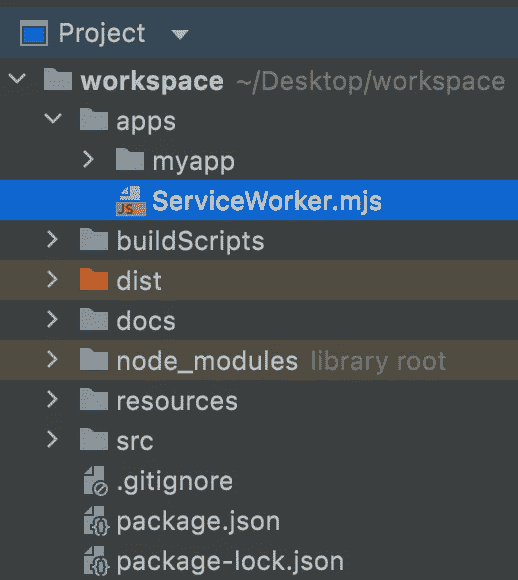 Project
workspace ~/Desktop/workspace
apps
myapp
JS ServiceWorker.mjs
buildScripts
dist
docs
node_modules library root
resources
src
.gitignore
package.json
package-lock.json